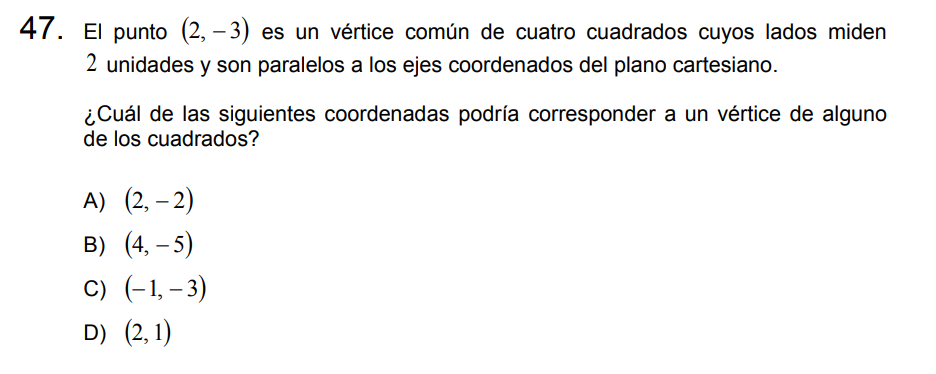 47. El punto (2, −3) es un vértice común de cuatro cuadrados cuyos lados miden
2 unidades y son paralelos a los ejes coordenados del plano cartesiano.
¿Cuál de las siguientes coordenadas podría corresponder a un vértice de alguno
de los cuadrados?
A) (2, −2)
B) (4, −5)
C) (−1, −3)
D) (2, 1)